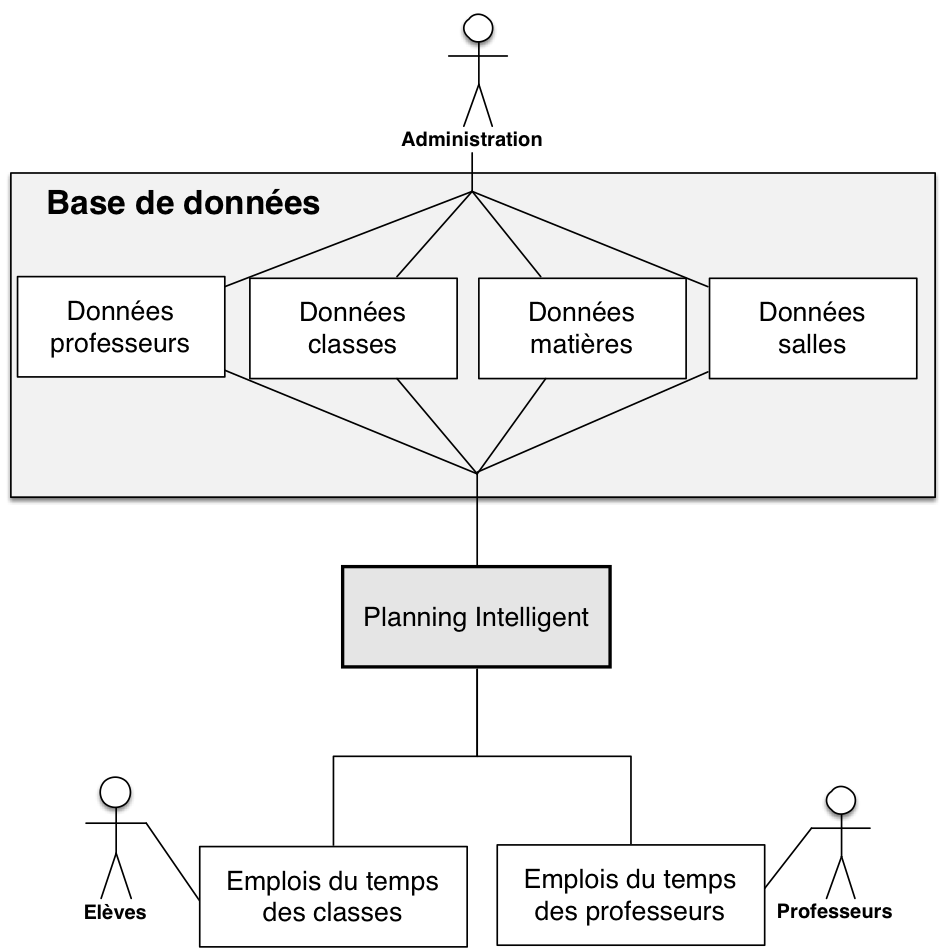 Administration
Base de données
Données
professeurs
Données
classes
Données
matières
Données
salles
Planning Intelligent
Emplois du temps
des classes
Emplois du temps
des professeurs
Elèves
Professeurs